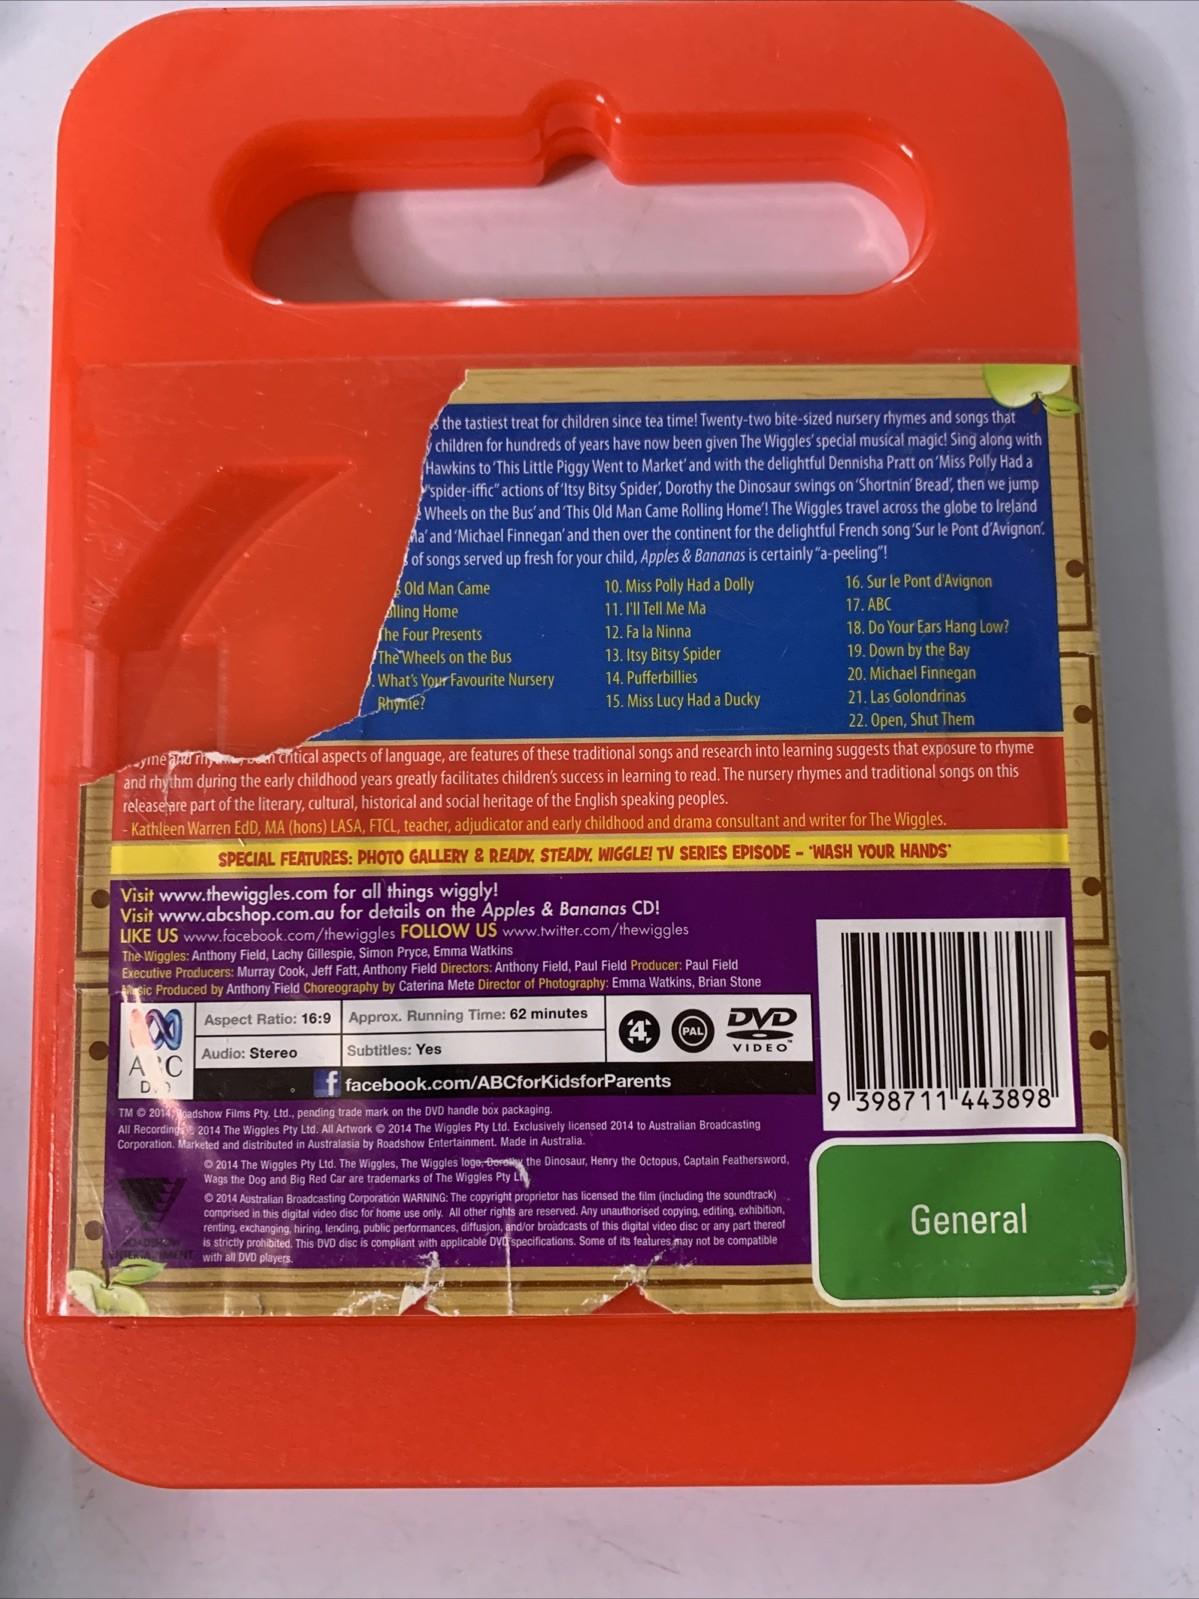 the tastiest treat for children since tea time! Twenty-two bite-sized nursery rhymes and songs that
children for hundreds of years have now been given The Wiggles' special musical magic! Sing along with
Hawkins to 'This Little Piggy Went to Market' and with the delightful Dennisha Pratt on 'Miss Polly Had a
"spider-iffic" actions of 'Itsy Bitsy Spider', Dorothy the Dinosaur swings on 'Shortnin' Bread', then we jump
Wheels on the Bus' and 'This Old Man Came Rolling Home'! The Wiggles travel across the globe to Ireland
and 'Michael Finnegan' and then over the continent for the delightful French song 'Sur le Pont d'Avignon'.
of songs served up fresh for your child, Apples & Bananas is certainly "a-peeling"!
Old Man Came
Home
The Four Presents
The Wheels on the Bus
What's Your Favourite Nursery
Rhyme?
10. Miss Polly Had a Dolly
11. I'll Tell Me Ma
12. Fa la Ninna
13. Itsy Bitsy Spider
14. Pufferbillies
15. Miss Lucy Had a Ducky
16. Sur le Pont d'Avignon
17. ABC
18. Do Your Ears Hang Low?
19. Down by the Bay
20. Michael Finnegan
21. Las Golondrinas
22. Open, Shut Them
critical aspects of language, are features of these traditional songs and research into learning suggests that exposure to rhyme
and rhythm during the early childhood years greatly facilitates children's success in learning to read. The nursery rhymes and traditional songs on this
release are part of the literary, cultural, historical and social heritage of the English speaking peoples.
- Kathleen Warren EdD, MA (hons) LASA, FTCL, teacher, adjudicator and early childhood and drama consultant and writer for The Wiggles.
SPECIAL FEATURES: PHOTO GALLERY & READY, STEADY, WIGGLE! TV SERIES EPISODE – 'WASH YOUR HANDS'
Visit www.thewiggles.com for all things wiggly!
Visit www.abcshop.com.au for details on the Apples & Bananas CD!
LIKE US www.facebook.com/thewiggles FOLLOW US www.twitter.com/thewiggles
The Wiggles: Anthony Field, Lachy Gillespie, Simon Pryce, Emma Watkins
Executive Producers: Murray Cook, Jeff Fatt, Anthony Field Directors: Anthony Field, Paul Field Producer: Paul Field
Music Produced by Anthony Field Choreography by Caterina Mete Director of Photography: Emma Watkins, Brian Stone
ABC
DVD
Aspect Ratio: 16:9
Approx. Running Time: 62 minutes
Audio: Stereo
Subtitles: Yes
4
PAL
DVD
VIDEO™
f facebook.com/ABCforKidsforParents
9 398711 443898
TM © 2014 Roadshow Films Pty. Ltd., pending trade mark on the DVD handle box packaging.
All Recordings © 2014 The Wiggles Pty Ltd. All Artwork © 2014 The Wiggles Pty Ltd. Exclusively licensed 2014 to Australian Broadcasting
Corporation. Marketed and distributed in Australasia by Roadshow Entertainment. Made in Australia.
© 2014 The Wiggles Pty Ltd. The Wiggles, The Wiggles logo, Dorothy the Dinosaur, Henry the Octopus, Captain Feathersword,
Wags the Dog and Big Red Car are trademarks of The Wiggles Pty Ltd
© 2014 Australian Broadcasting Corporation WARNING: The copyright proprietor has licensed the film (including the soundtrack)
comprised in this digital video disc for home use only. All other rights are reserved. Any unauthorised copying, editing, exhibition,
renting, exchanging, hiring, lending, public performances, diffusion, and/or broadcasts of this digital video disc or any part thereof
is strictly prohibited. This DVD disc is compliant with applicable DVD specifications. Some of its features may not be compatible
with all DVD players.
ROADSHOW
ENTERTAINMENT
General